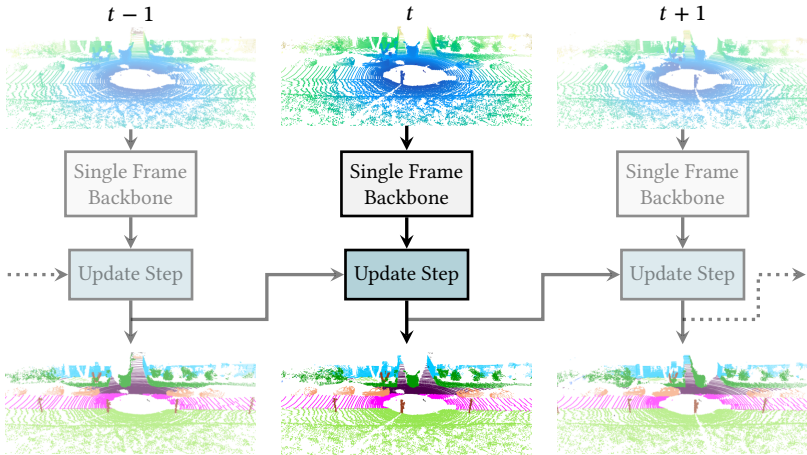 t − 1
t
t + 1
Single Frame
Backbone
Single Frame
Backbone
Single Frame
Backbone
Update Step
Update Step
Update Step